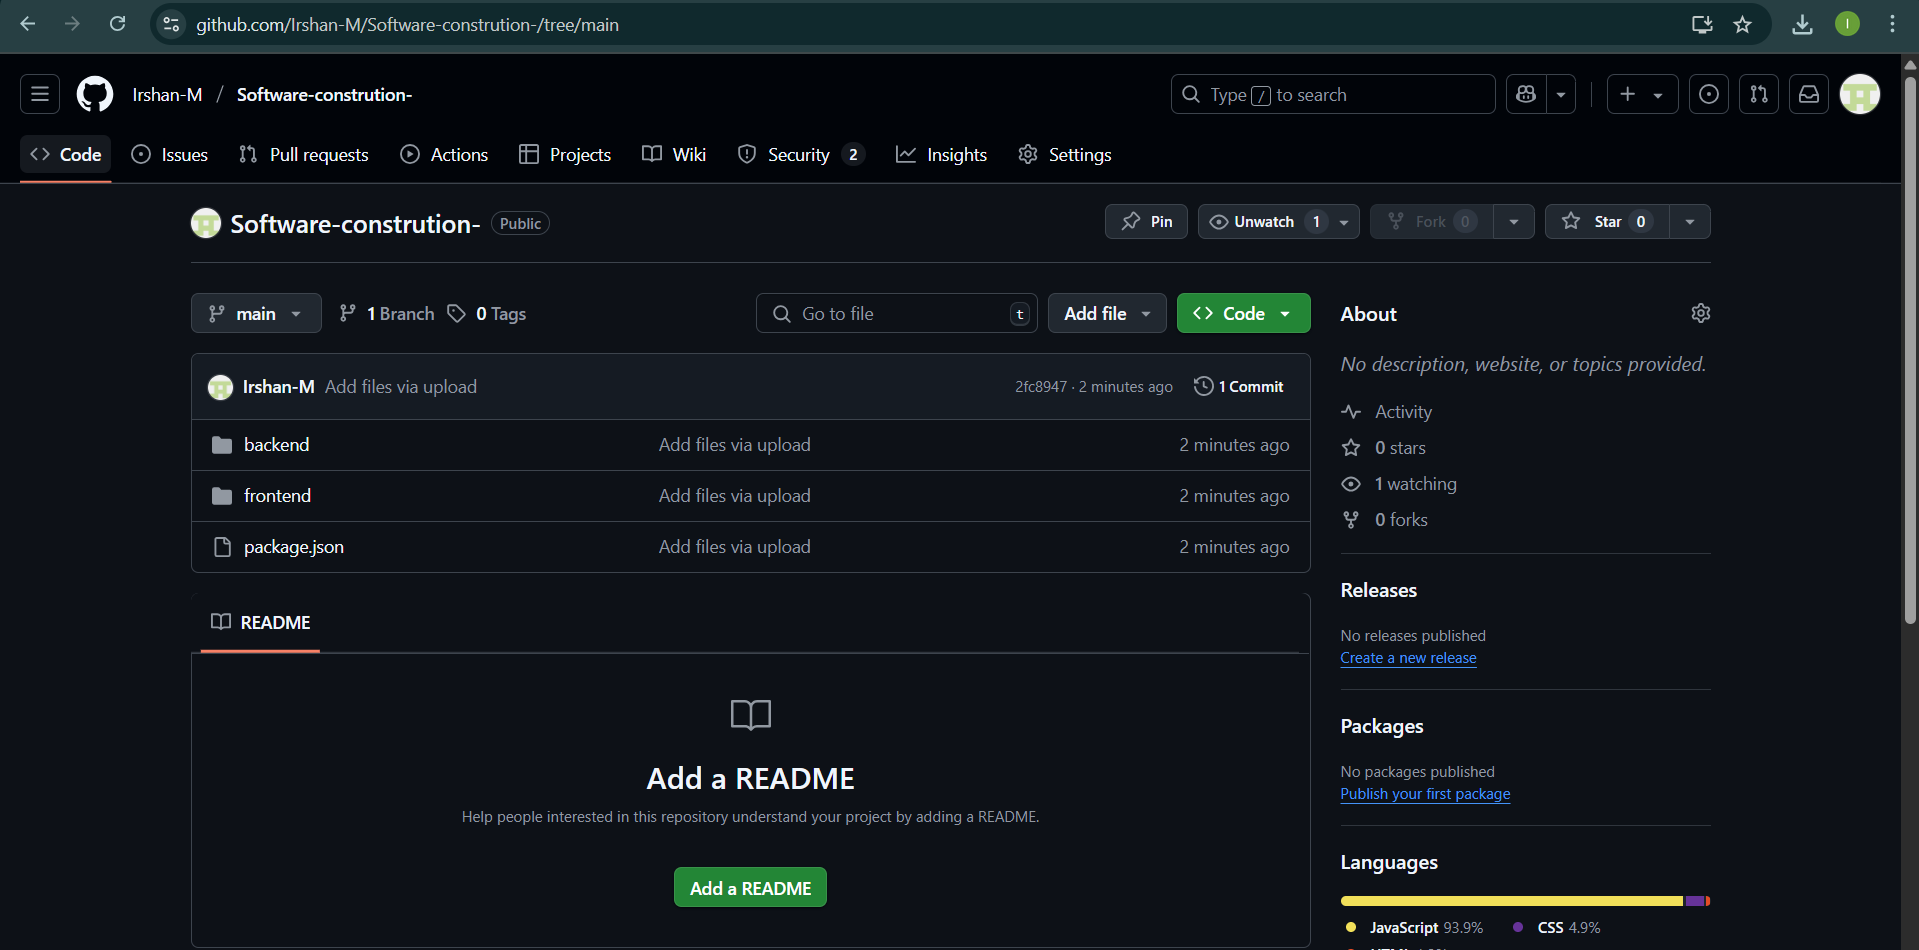 github.com/Irshan-M/Software-constrution-/tree/main
I
Irshan-M / Software-constrution-
Type / to search
Code Issues Pull requests Actions Projects Wiki Security 2 Insights Settings
Software-constrution- Public
Pin Unwatch 1 Fork 0 Star 0
main 1 Branch 0 Tags
Go to file t Add file Code
Irshan-M Add files via upload 2fc8947 · 2 minutes ago 1 Commit
backend Add files via upload 2 minutes ago
frontend Add files via upload 2 minutes ago
package.json Add files via upload 2 minutes ago
README
Add a README
Help people interested in this repository understand your project by adding a README.
Add a README
About
No description, website, or topics provided.
Activity
0 stars
1 watching
0 forks
Releases
No releases published
Create a new release
Packages
No packages published
Publish your first package
Languages
JavaScript 93.9% CSS 4.9%